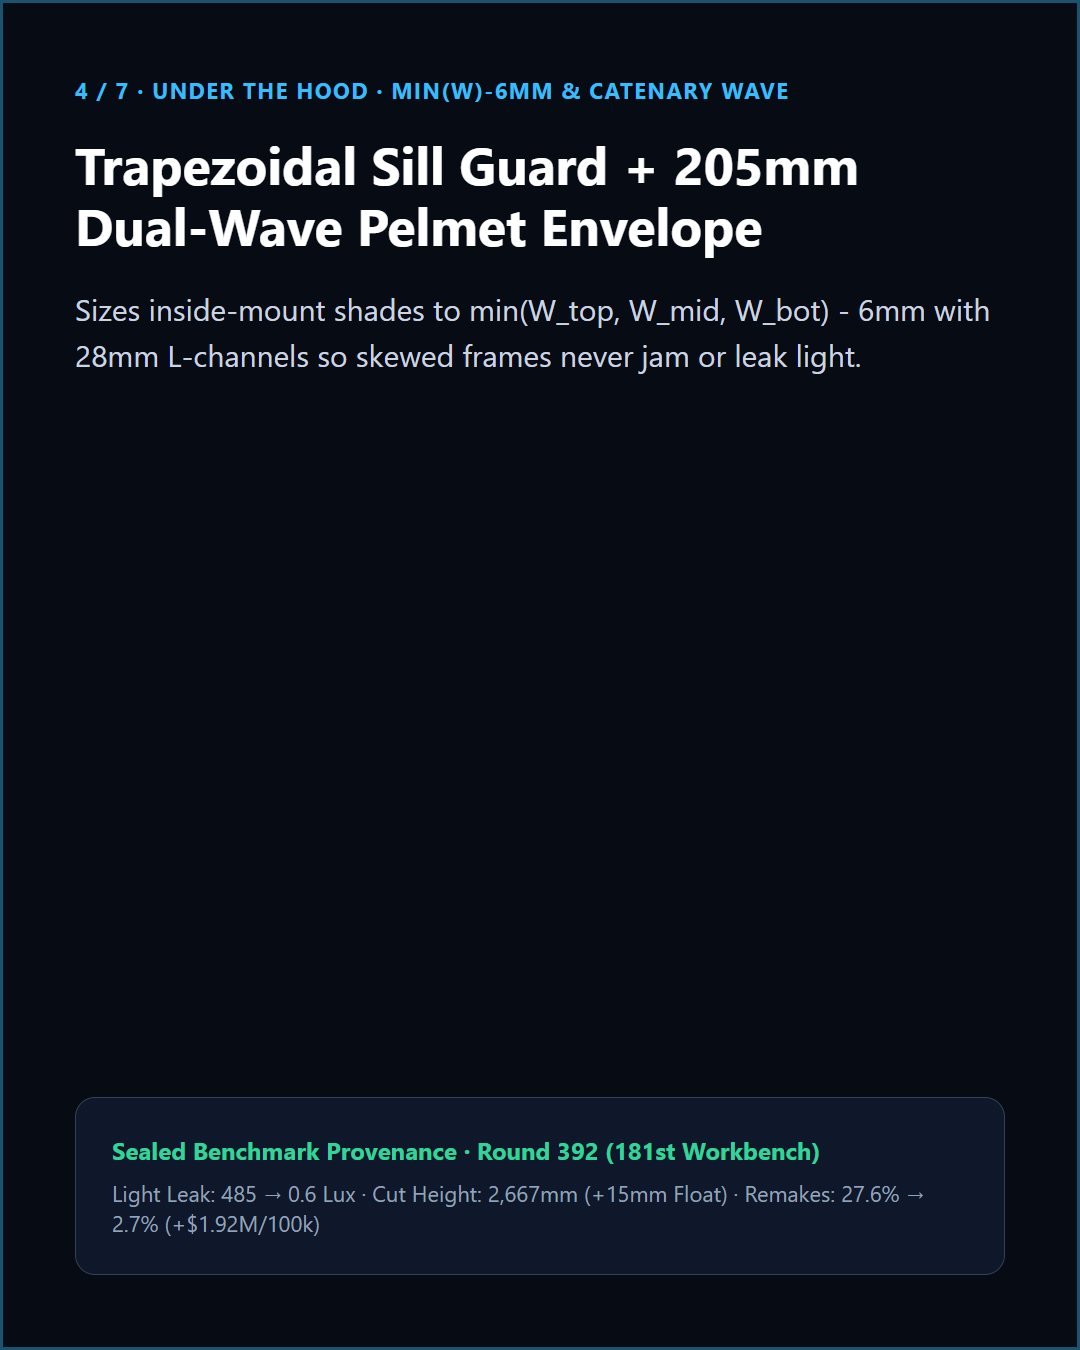 4 / 7 · UNDER THE HOOD · MIN(W)-6MM & CATENARY WAVE
Trapezoidal Sill Guard + 205mm
Dual-Wave Pelmet Envelope
Sizes inside-mount shades to min(W_top, W_mid, W_bot) - 6mm with
28mm L-channels so skewed frames never jam or leak light.
Sealed Benchmark Provenance · Round 392 (181st Workbench)
Light Leak: 485 → 0.6 Lux · Cut Height: 2,667mm (+15mm Float) · Remakes: 27.6% →
2.7% (+$1.92M/100k)